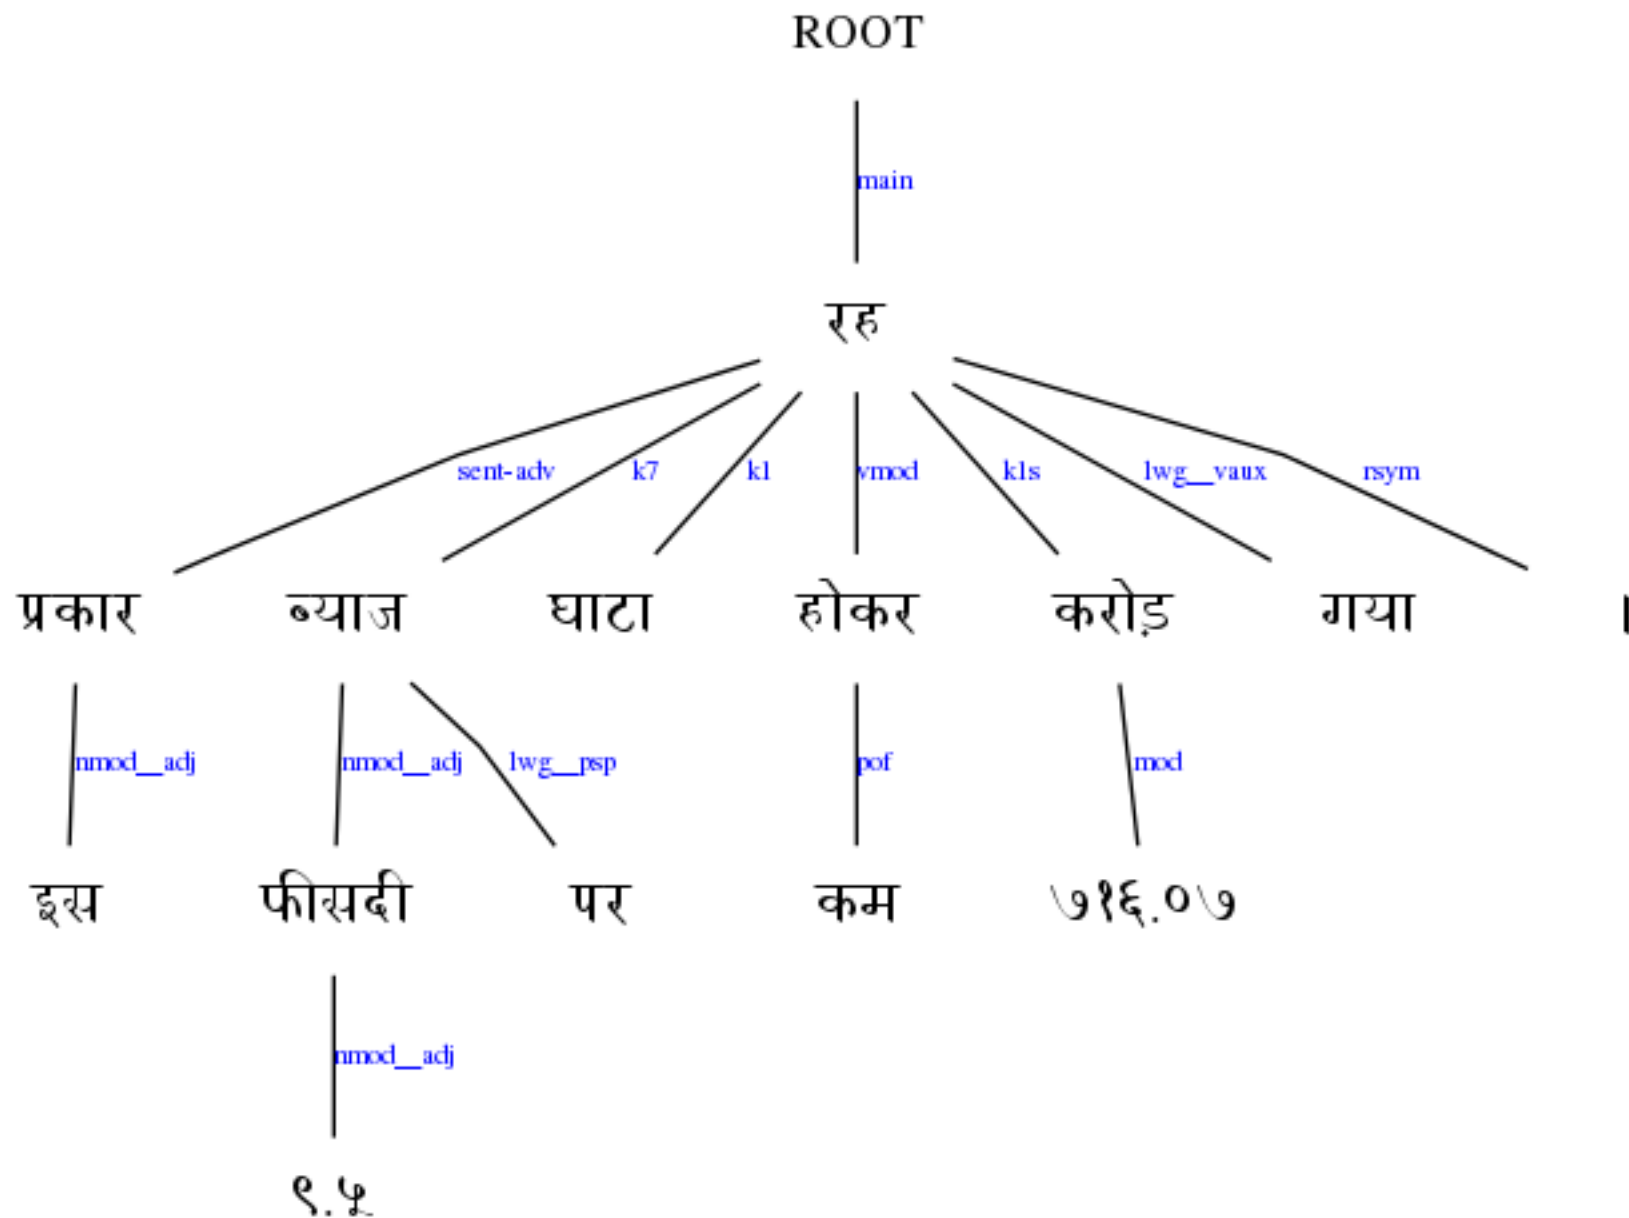 ROOT
main
रह
sent-adv k7 k1 vmod k1s lwg__vaux rsym
प्रकार ब्याज घाटा होकर करोड़ गया ।
nmod__adj nmod__adj lwg__psp pof mod
इस फीसदी पर कम ७१६.०७
nmod__adj
९.५